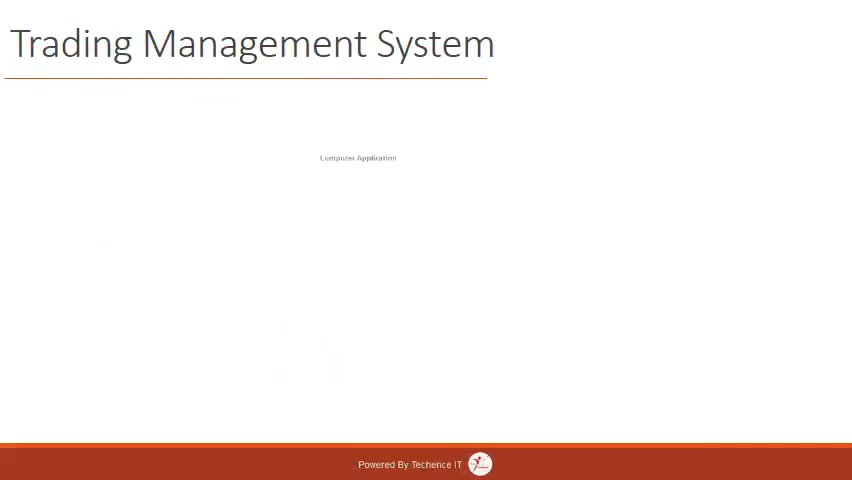 Trading Management System
Computer Application
Powered By Techence IT